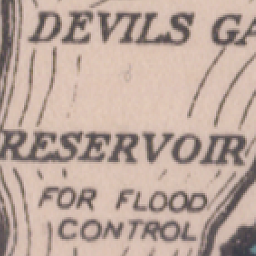 DEVILS GA
RESERVOIR
FOR FLOOD
CONTROL